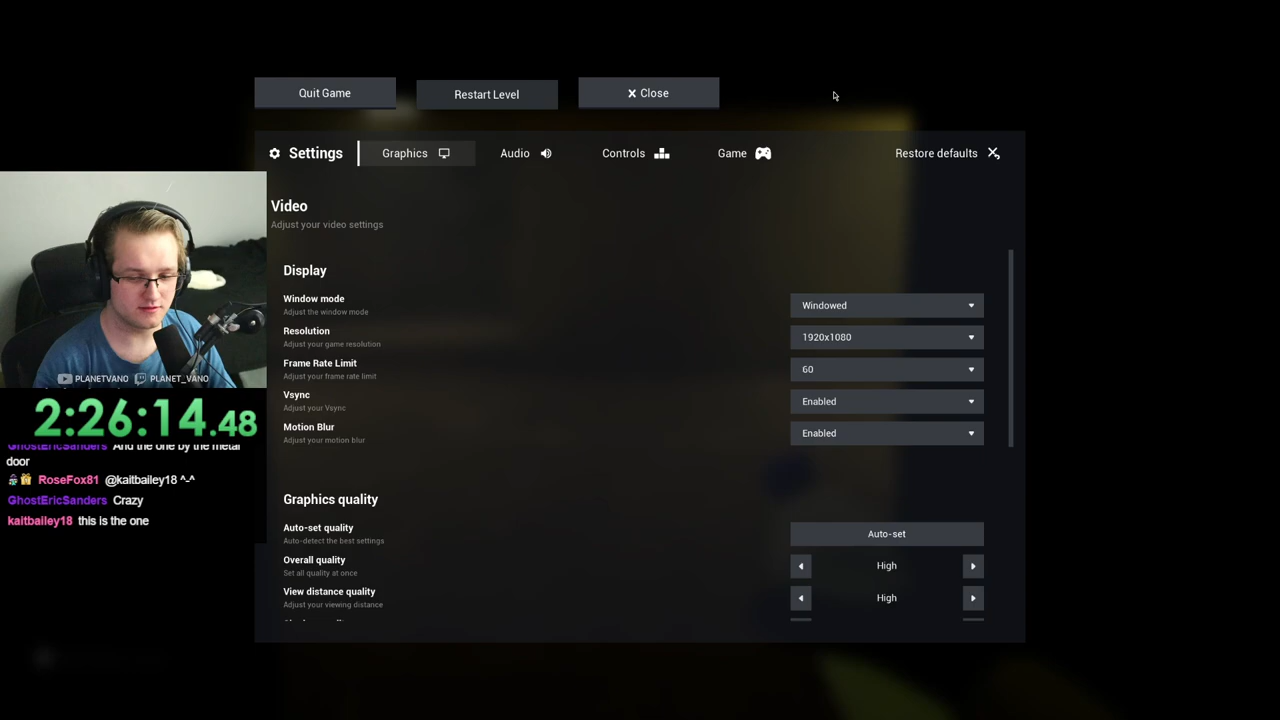 Quit Game
Restart Level
Close
Settings
Graphics
Audio
Controls
Game
Restore defaults
Video
Adjust your video settings
Display
Window mode
Adjust the window mode
Windowed
Resolution
Adjust your game resolution
1920x1080
Frame Rate Limit
Adjust your frame rate limit
60
Vsync
Adjust your Vsync
Enabled
Motion Blur
Adjust your motion blur
Enabled
Graphics quality
Auto-set quality
Auto-detect the best settings
Auto-set
Overall quality
Set all quality at once
High
View distance quality
Adjust your viewing distance
High
PLANETVANO PLANET_VANO
2:26:14.48
GhostEricSanders And the one by the metal
door
RoseFox81 @kaitbailey18 ^-^
GhostEricSanders Crazy
kaitbailey18 this is the one